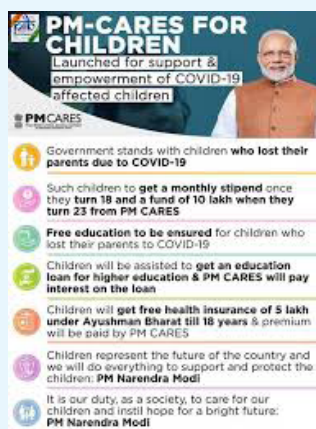 PM-CARES FOR
CHILDREN
Launched for support &
empowerment of COVID-19
affected children
PMCARES
Government stands with children who lost their
parents due to COVID-19
Such children to get a monthly stipend once
they turn 18 and a fund of 10 lakh when they
turn 23 from PM CARES
Free education to be ensured for children who
lost their parents to COVID-19
Children will be assisted to get an education
loan for higher education & PM CARES will pay
interest on the loan
Children will get free health insurance of 5 lakh
under Ayushman Bharat till 18 years & premium
will be paid by PM CARES
Children represent the future of the country and
we will do everything to support and protect the
children: PM Narendra Modi
It is our duty, as a society, to care for our
children and instil hope for a bright future:
PM Narendra Modi